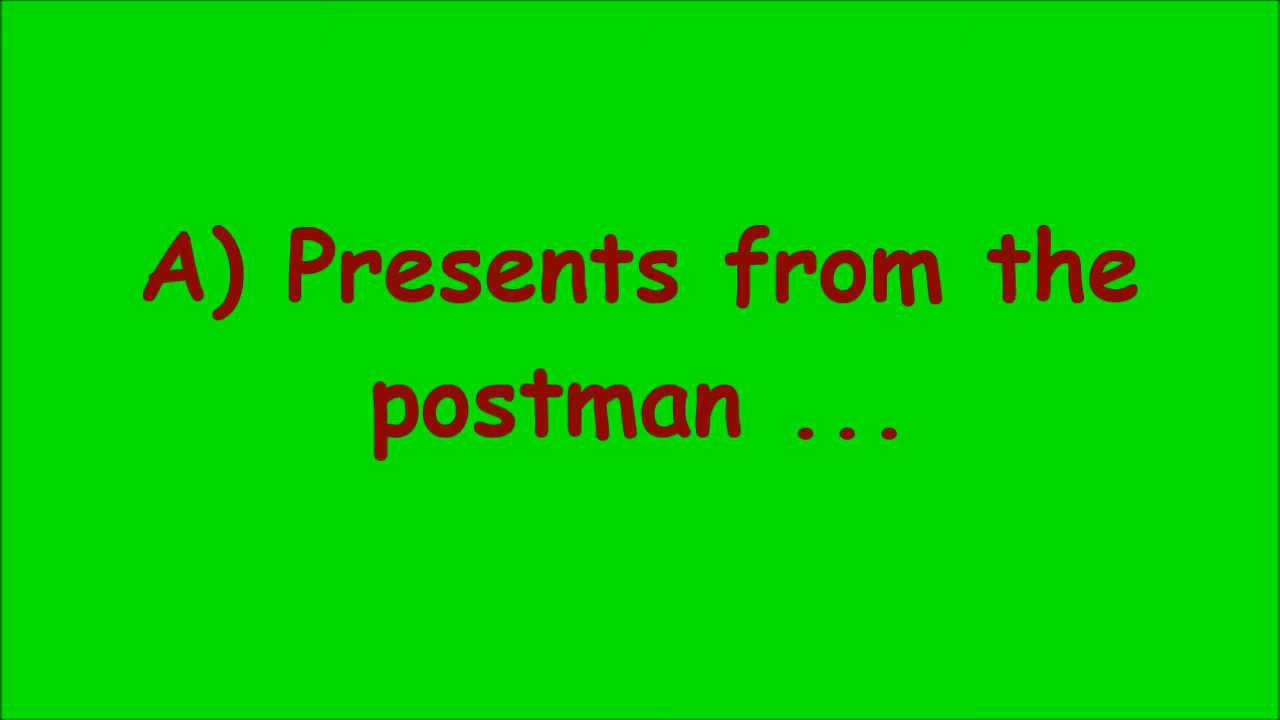 A) Presents from the
postman ...